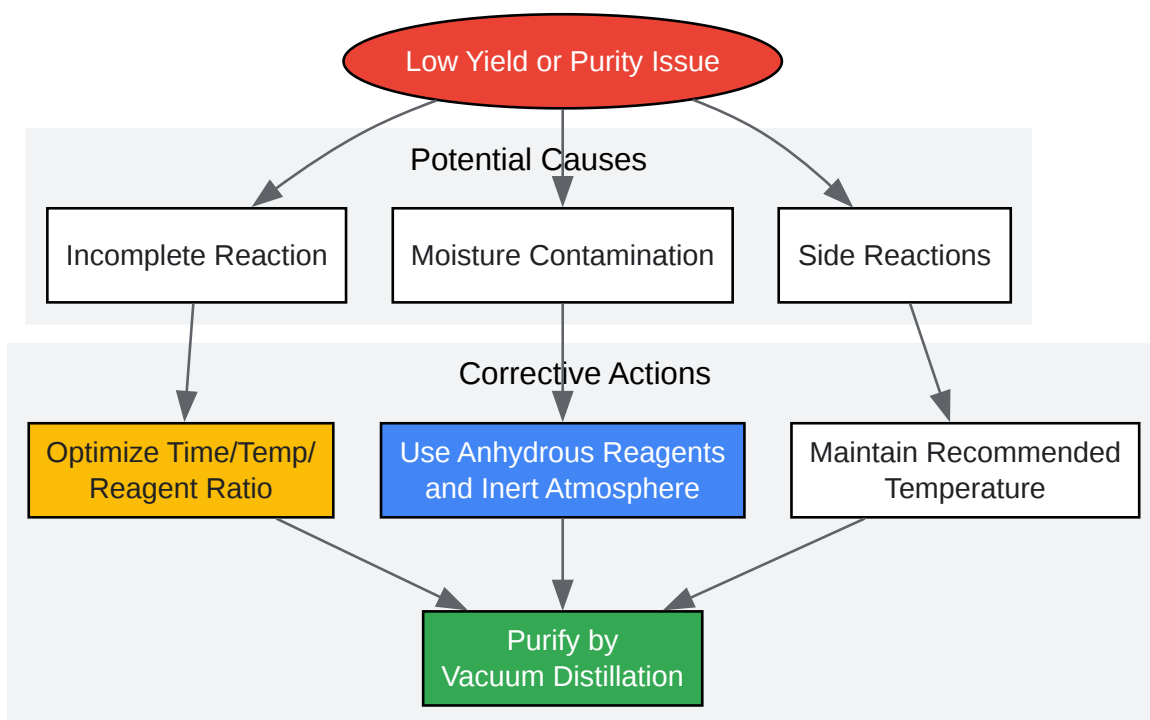 Low Yield or Purity Issue
Potential Causes
Incomplete Reaction
Moisture Contamination
Side Reactions
Corrective Actions
Optimize Time/Temp/
Reagent Ratio
Use Anhydrous Reagents
and Inert Atmosphere
Maintain Recommended
Temperature
Purify by
Vacuum Distillation